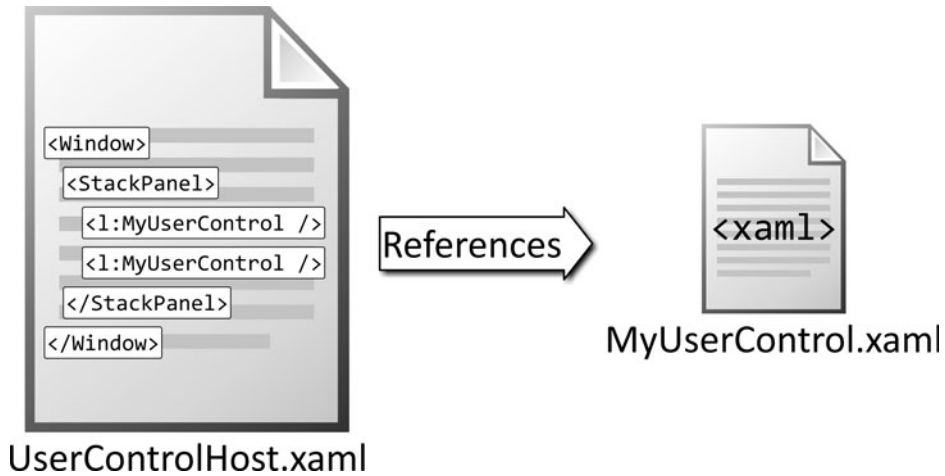 <Window>
<StackPanel>
<l:MyUserControl />
<l:MyUserControl />
</StackPanel>
</Window>
UserControlHost.xaml
References
<xaml>
MyUserControl.xaml